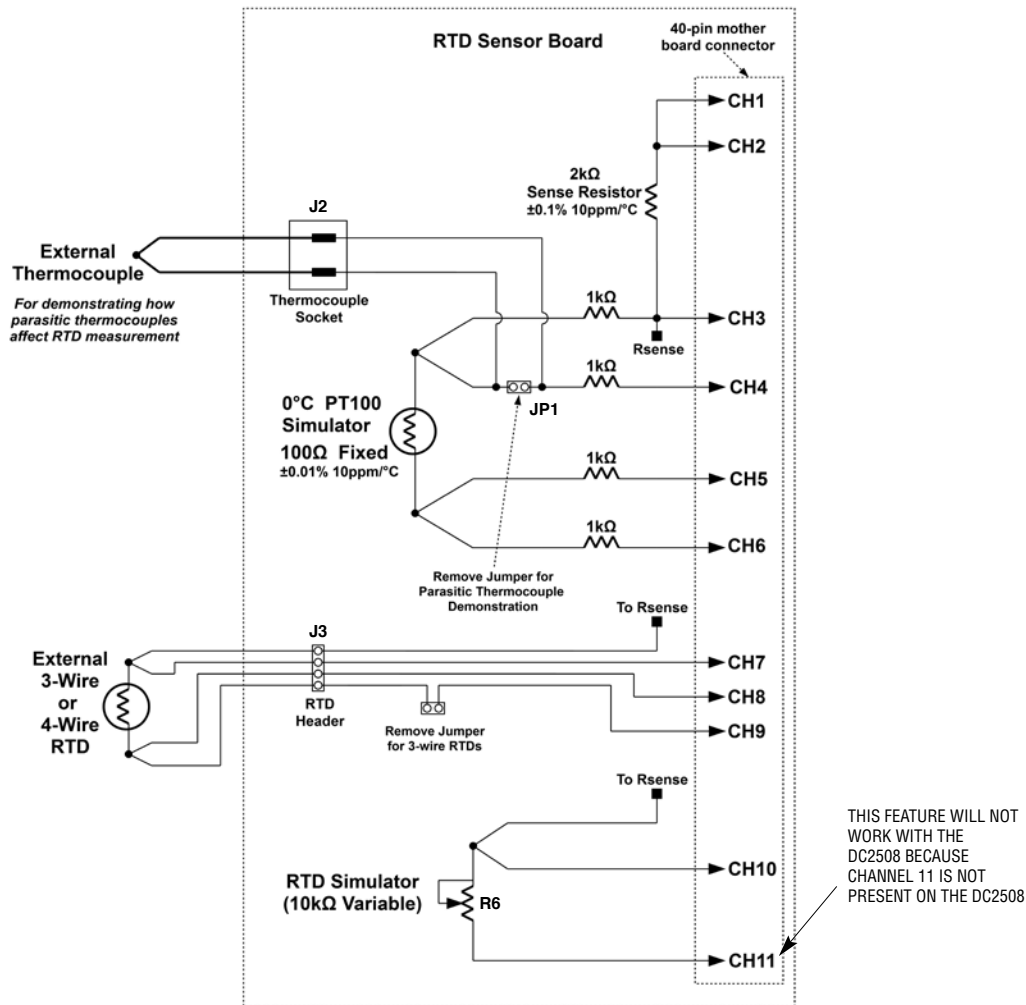 RTD Sensor Board
40-pin mother
board connector
CH1
CH2
2kΩ
Sense Resistor
±0.1% 10ppm/°C
J2
External
Thermocouple
For demonstrating how
parasitic thermocouples
affect RTD measurement
Thermocouple
Socket
1kΩ
CH3
Rsense
1kΩ
CH4
JP1
0°C PT100
Simulator
100Ω Fixed
±0.01% 10ppm/°C
1kΩ
CH5
1kΩ
CH6
Remove Jumper for
Parasitic Thermocouple
Demonstration
To Rsense
J3
External
3-Wire
or
4-Wire
RTD
RTD
Header
Remove Jumper
for 3-wire RTDs
CH7
CH8
CH9
To Rsense
RTD Simulator
(10kΩ Variable)
R6
CH10
CH11
THIS FEATURE WILL NOT
WORK WITH THE
DC2508 BECAUSE
CHANNEL 11 IS NOT
PRESENT ON THE DC2508